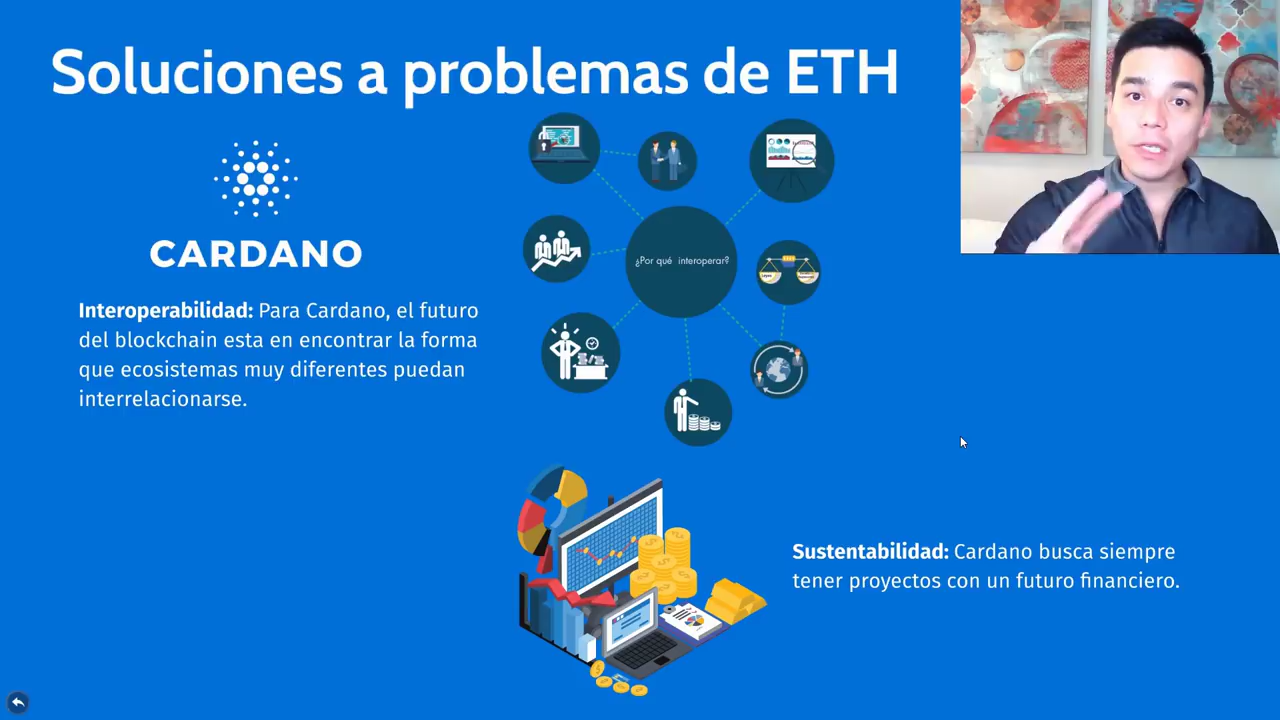 Soluciones a problemas de ETH
CARDANO
Interoperabilidad: Para Cardano, el futuro
del blockchain esta en encontrar la forma
que ecosistemas muy diferentes puedan
interrelacionarse.
¿Por qué interoperar?
Sustentabilidad: Cardano busca siempre
tener proyectos con un futuro financiero.